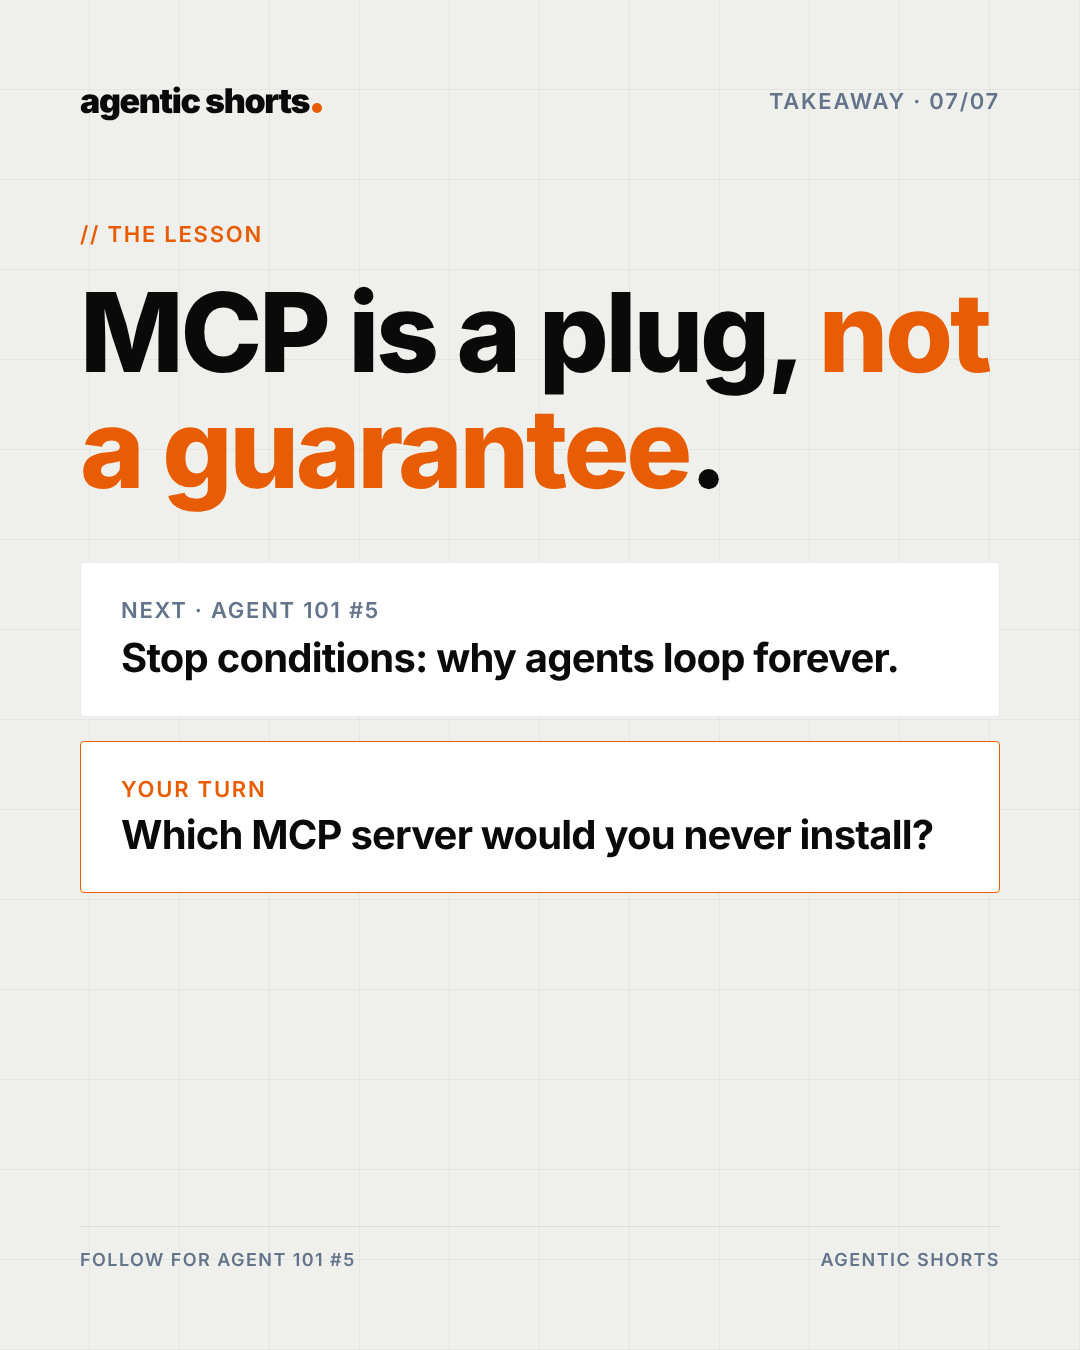 agentic shorts.
TAKEAWAY · 07/07
// THE LESSON
MCP is a plug, not
a guarantee.
NEXT · AGENT 101 #5
Stop conditions: why agents loop forever.
YOUR TURN
Which MCP server would you never install?
FOLLOW FOR AGENT 101 #5
AGENTIC SHORTS